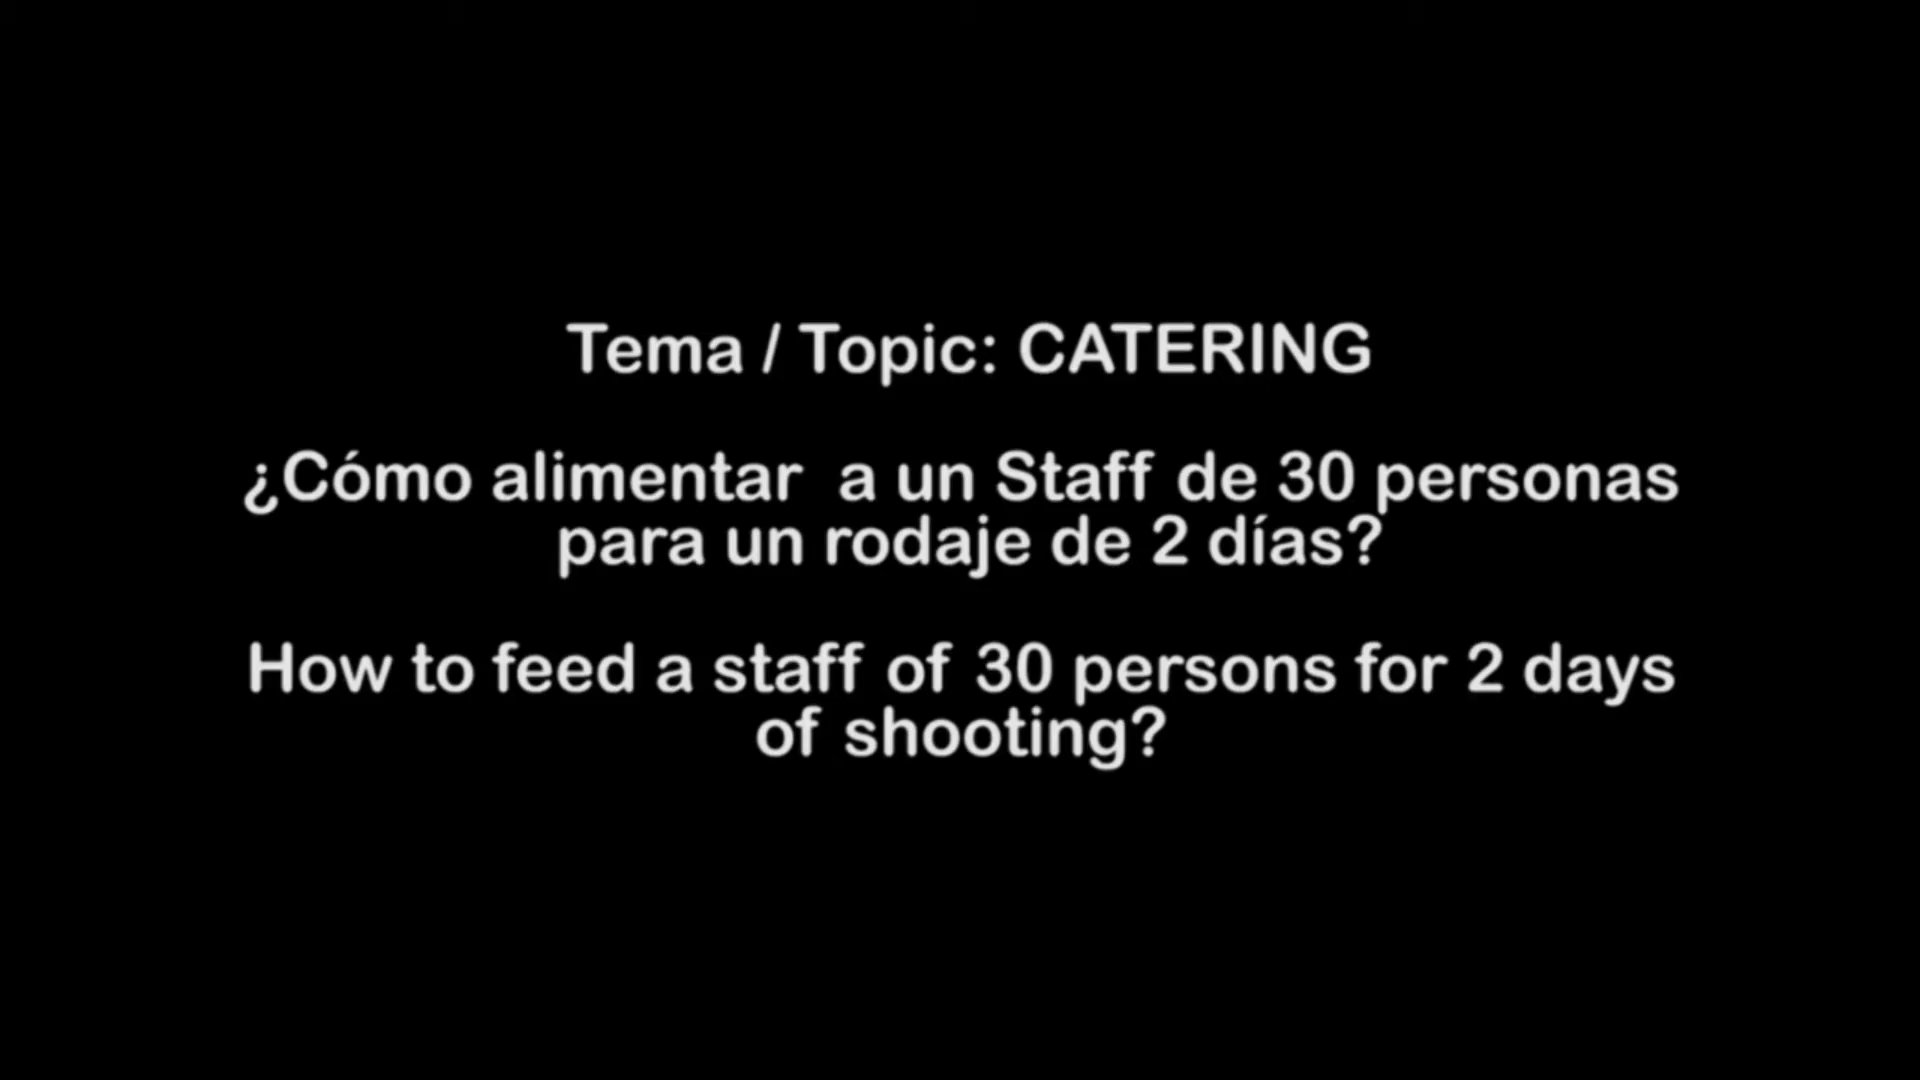 Tema / Topic: CATERING
¿Cómo alimentar a un Staff de 30 personas
para un rodaje de 2 días?
How to feed a staff of 30 persons for 2 days
of shooting?